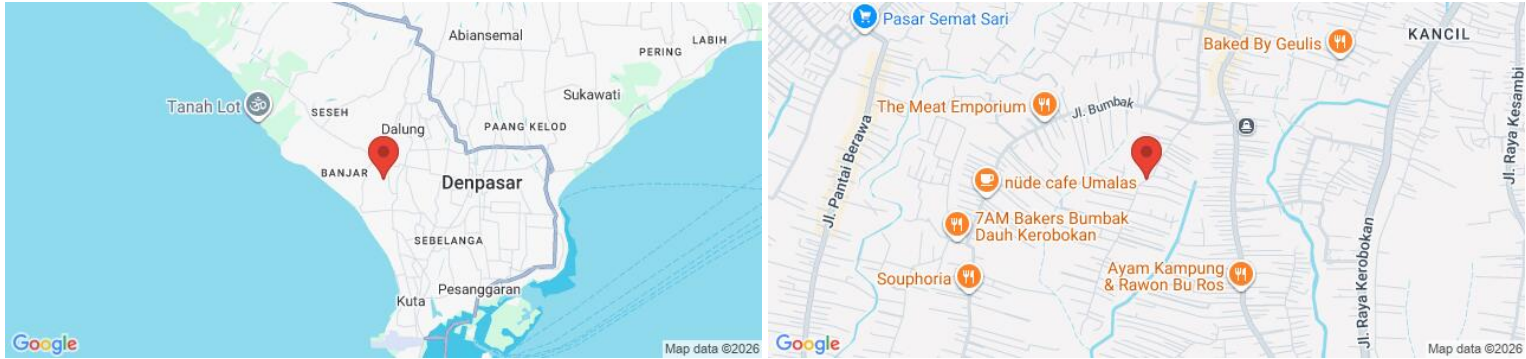 Abiansemal
LABIH
PERING
Tanah Lot
SESEH
Sukawati
Dalung
PAANG KELOD
BANJAR
Denpasar
SEBELANGA
Pesanggaran
Kuta
Google
Map data ©2026
Pasar Semat Sari
KANCIL
Baked By Geulis
The Meat Emporium
Jl. Bumbak
Jl. Raya Kesambi
Jl. Pantai Berawa
nüde cafe Umalas
7AM Bakers Bumbak
Dauh Kerobokan
Souphoria
Ayam Kampung
& Rawon Bu Ros
Jl. Raya Kerobokan
Google
Map data ©2026